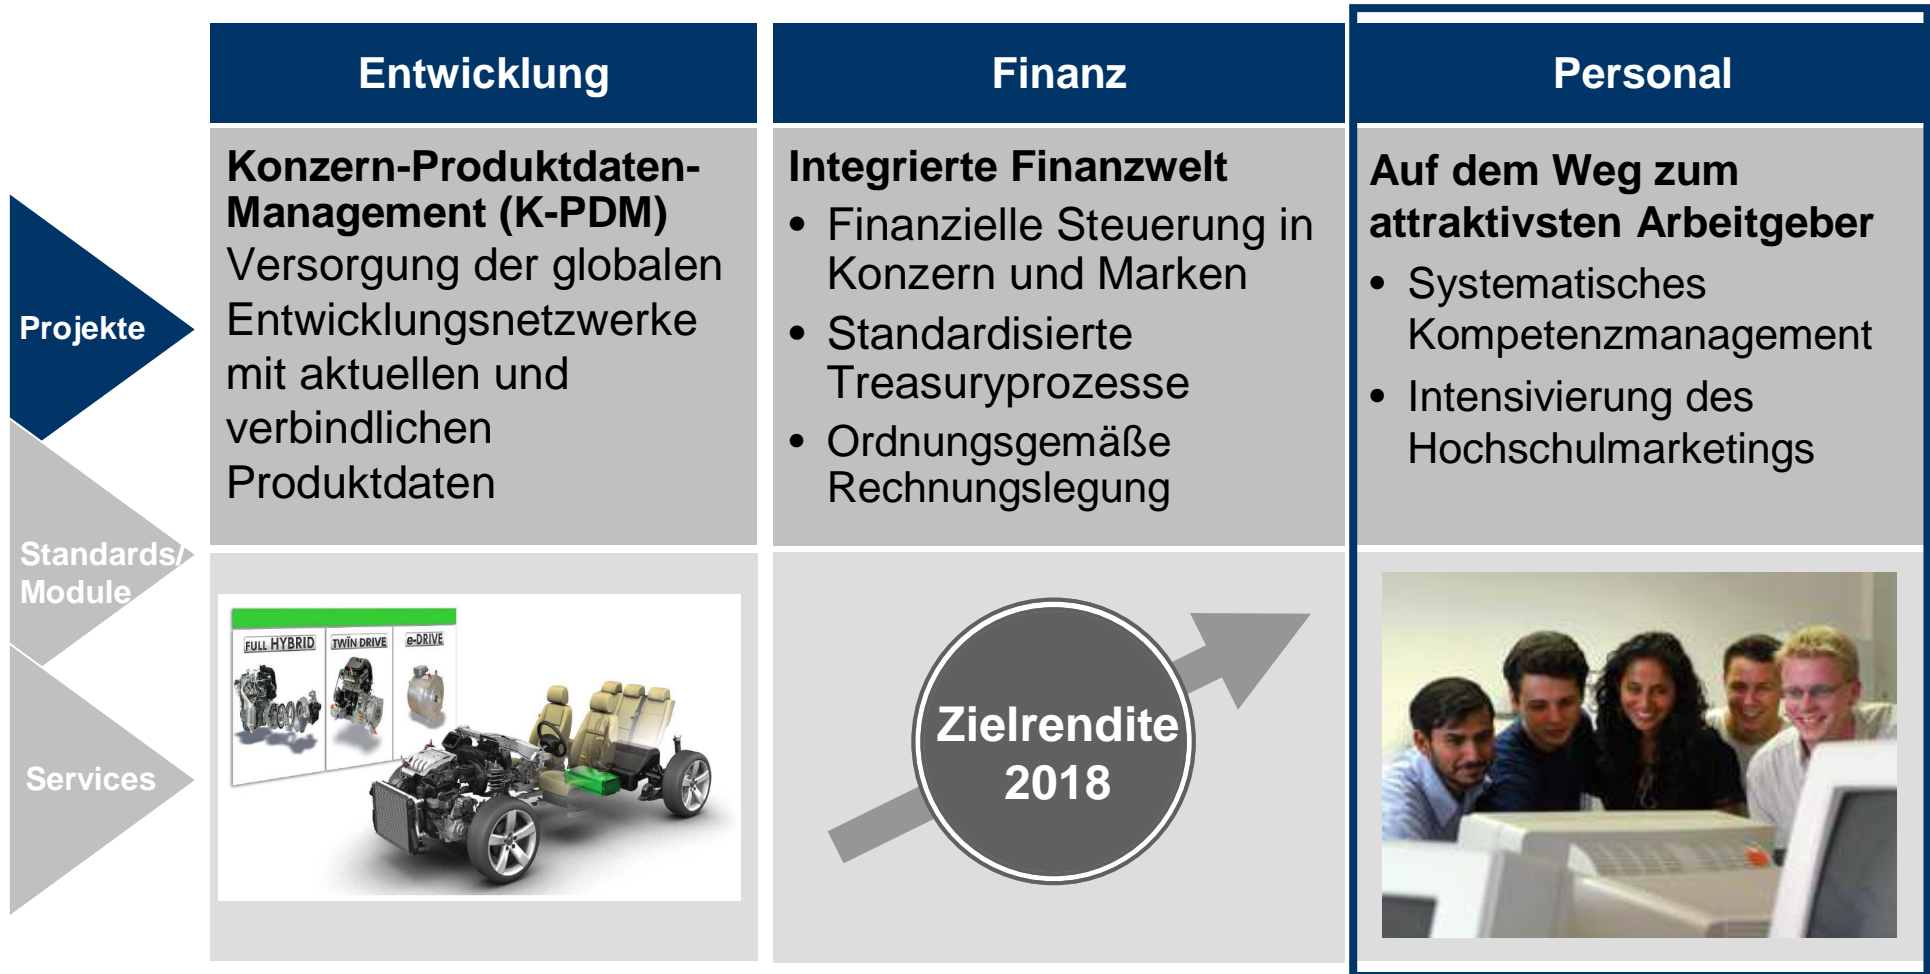 Entwicklung
Finanz
Personal
Projekte
Standards/
Module
Services
Konzern-Produktdaten-
Management (K-PDM)
Versorgung der globalen
Entwicklungsnetzwerke
mit aktuellen und
verbindlichen
Produktdaten
Integrierte Finanzwelt
• Finanzielle Steuerung in
Konzern und Marken
• Standardisierte
Treasuryprozesse
• Ordnungsgemäße
Rechnungslegung
Auf dem Weg zum
attraktivsten Arbeitgeber
• Systematisches
Kompetenzmanagement
• Intensivierung des
Hochschulmarketings
FULL HYBRID
TWIN DRIVE
e-DRIVE
Zielrendite
2018